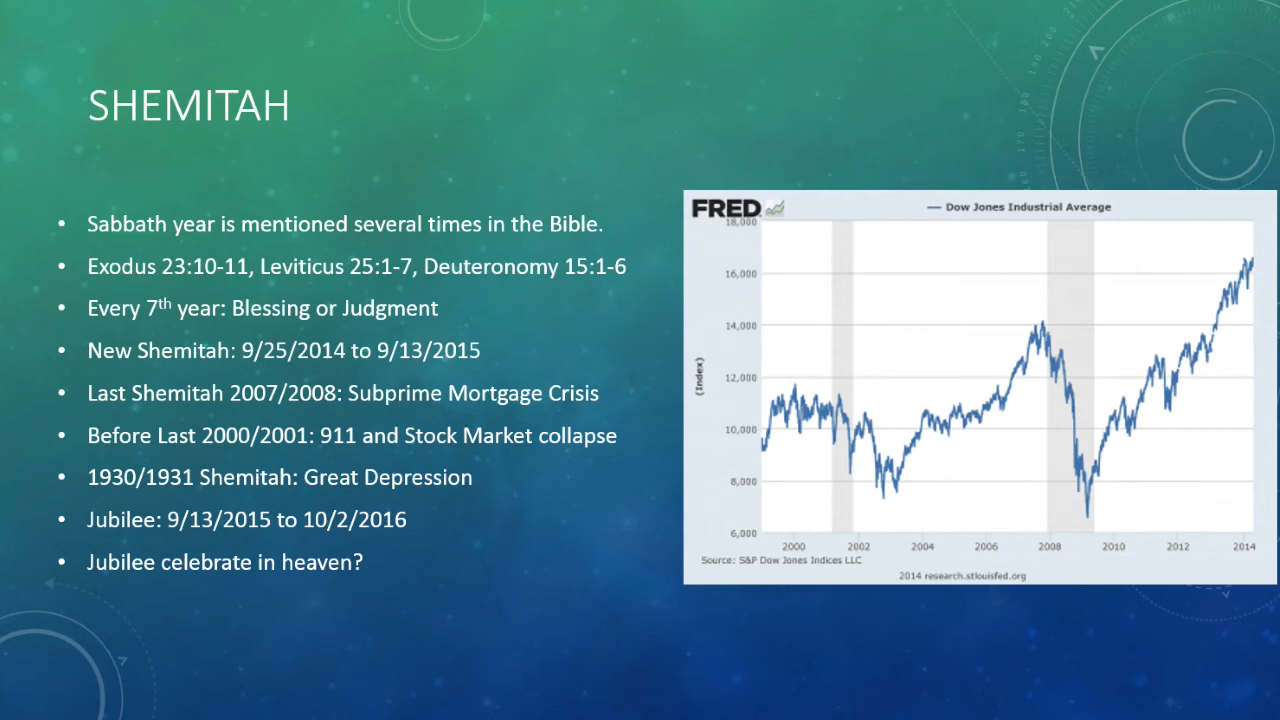 SHEMITAH
• Sabbath year is mentioned several times in the Bible.
• Exodus 23:10-11, Leviticus 25:1-7, Deuteronomy 15:1-6
• Every 7th year: Blessing or Judgment
• New Shemitah: 9/25/2014 to 9/13/2015
• Last Shemitah 2007/2008: Subprime Mortgage Crisis
• Before Last 2000/2001: 911 and Stock Market collapse
• 1930/1931 Shemitah: Great Depression
• Jubilee: 9/13/2015 to 10/2/2016
• Jubilee celebrate in heaven?
FRED
Dow Jones Industrial Average
18,000
16,000
14,000
12,000
10,000
8,000
6,000
(Index)
2000 2002 2004 2006 2008 2010 2012 2014
Source: S&P Dow Jones Indices LLC
2014 research.stlouisfed.org